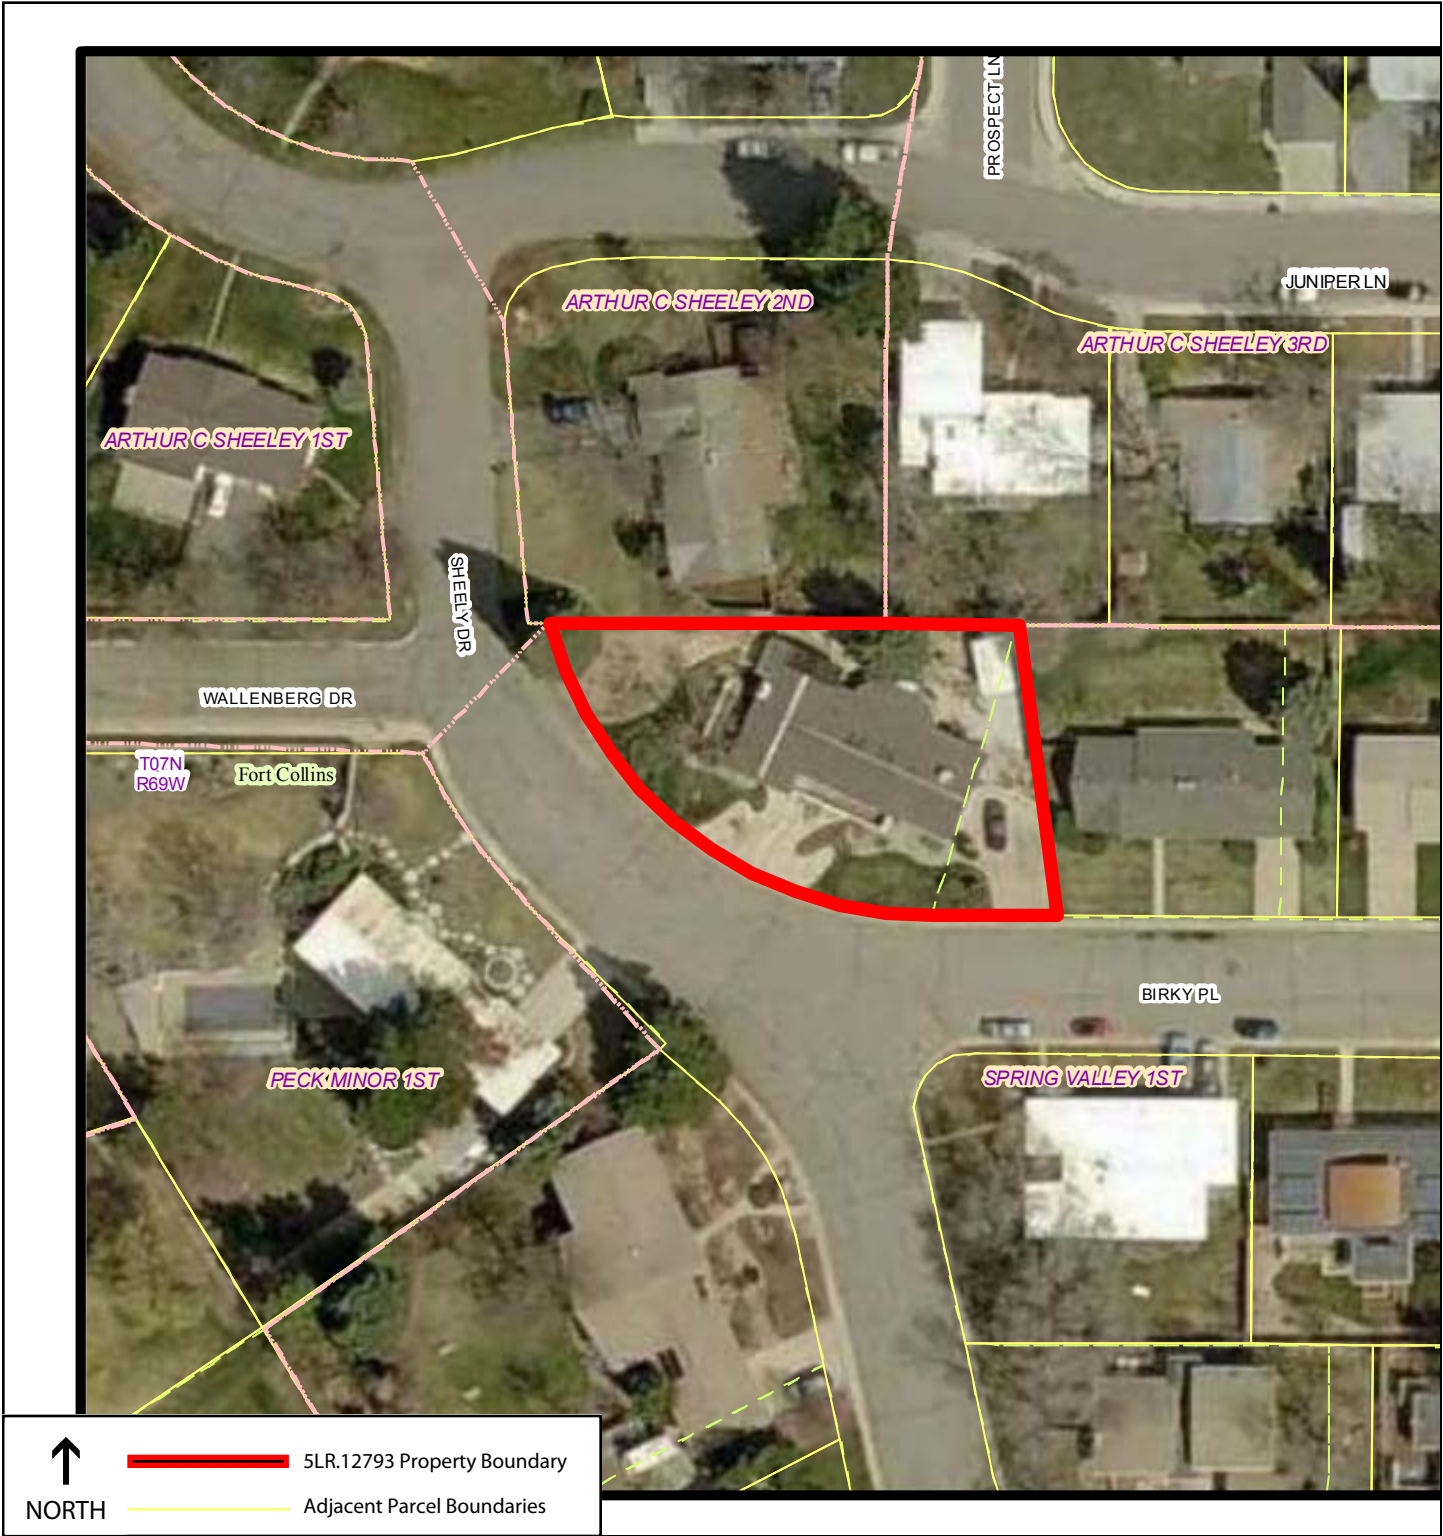 PROSPECT LN
JUNIPER LN
ARTHUR C SHEELEY 2ND
ARTHUR C SHEELEY 3RD
ARTHUR C SHEELEY 1ST
SHEELY DR
WALLENBERG DR
T07N
R69W
Fort Collins
BIRKY PL
PECK MINOR 1ST
SPRING VALLEY 1ST
NORTH
5LR.12793 Property Boundary
Adjacent Parcel Boundaries